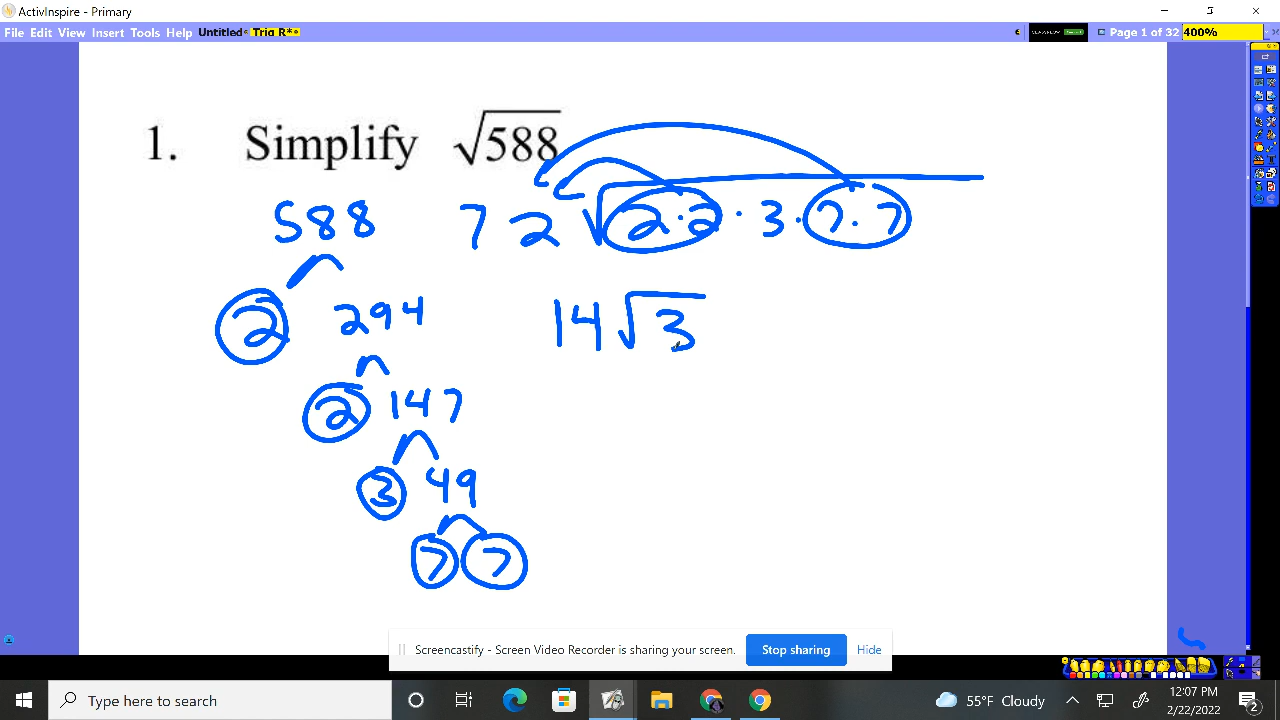 ActivInspire - Primary
File Edit View Insert Tools Help Untitled* Trig R** Page 1 of 32 400%
1. Simplify √588
588 7 2 √2·2·3·7·7
2 294 14√3
2 147
3 49
7 7
Screencastify - Screen Video Recorder is sharing your screen. Stop sharing Hide
Type here to search 55°F Cloudy 12:07 PM
2/22/2022 2